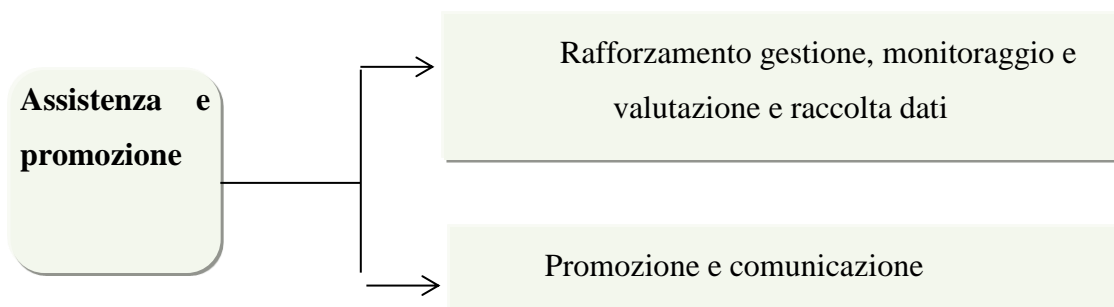 Assistenza e
promozione
Rafforzamento gestione, monitoraggio e
valutazione e raccolta dati
Promozione e comunicazione